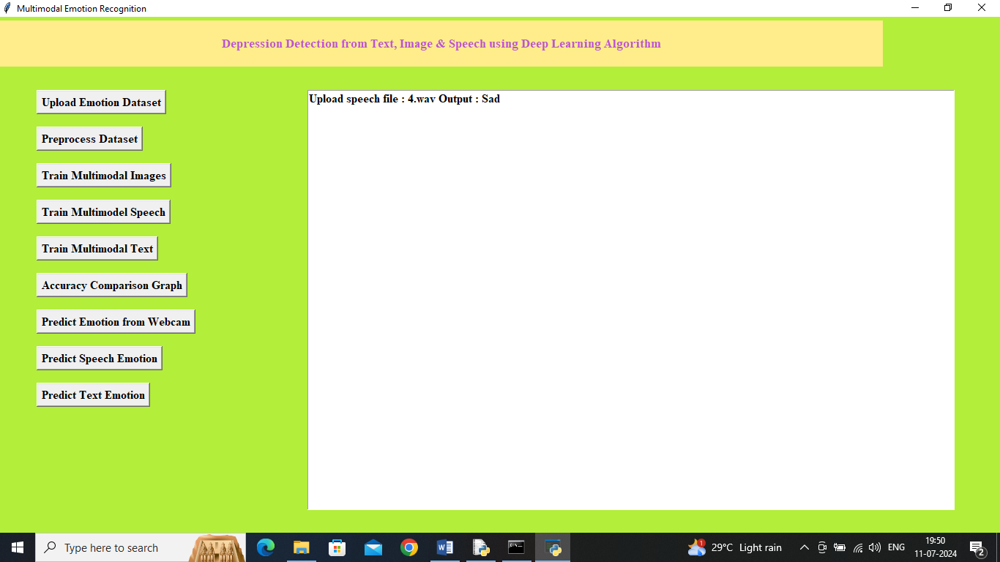 Multimodal Emotion Recognition
Depression Detection from Text, Image & Speech using Deep Learning Algorithm
Upload Emotion Dataset
Preprocess Dataset
Train Multimodal Images
Train Multimodel Speech
Train Multimodal Text
Accuracy Comparison Graph
Predict Emotion from Webcam
Predict Speech Emotion
Predict Text Emotion
Upload speech file : 4.wav Output : Sad
Type here to search
1
29°C Light rain
ENG
19:50
11-07-2024
2